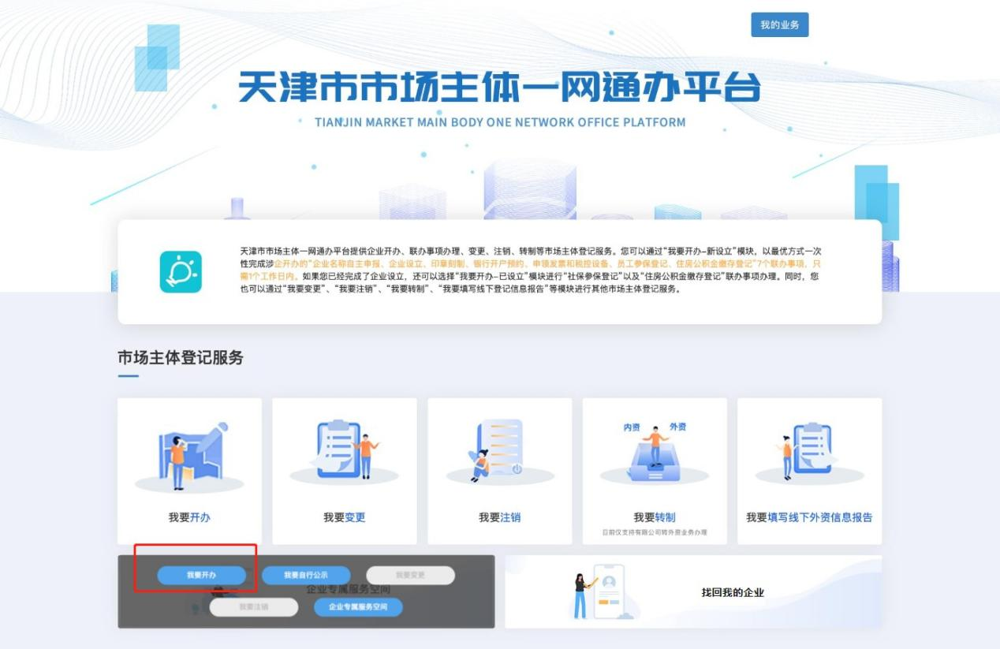 我的业务
天津市市场主体一网通办平台
TIANJIN MARKET MAIN BODY ONE NETWORK OFFICE PLATFORM
天津市市场主体一网通办平台提供企业开办、联办事项办理、变更、注销、转制等市场主体登记服务。您可以通过“我要开办-新设立”模块，以最优方式一次
性完成涉企开办的“企业名称自主申报、企业设立、印章刻制、银行开户预约、申领发票和税控设备、员工参保登记、住房公积金缴存登记”7个联办事项，只
需1个工作日内。如果您已经完成了企业设立，还可以选择“我要开办-已设立”模块进行“社保参保登记”以及“住房公积金缴存登记”联办事项办理。同时，您
也可以通过“我要变更”、“我要注销”、“我要转制”、“我要填写线下登记信息报告”等模块进行其他市场主体登记服务。
市场主体登记服务
内资 外资
我要开办 我要变更 我要注销 我要转制 我要填写线下外资信息报告
目前仅支持有限公司转外资业务办理
我要开办 我要自行公示 我要变更
企业专属服务空间
我要注销 企业专属服务空间
找回我的企业